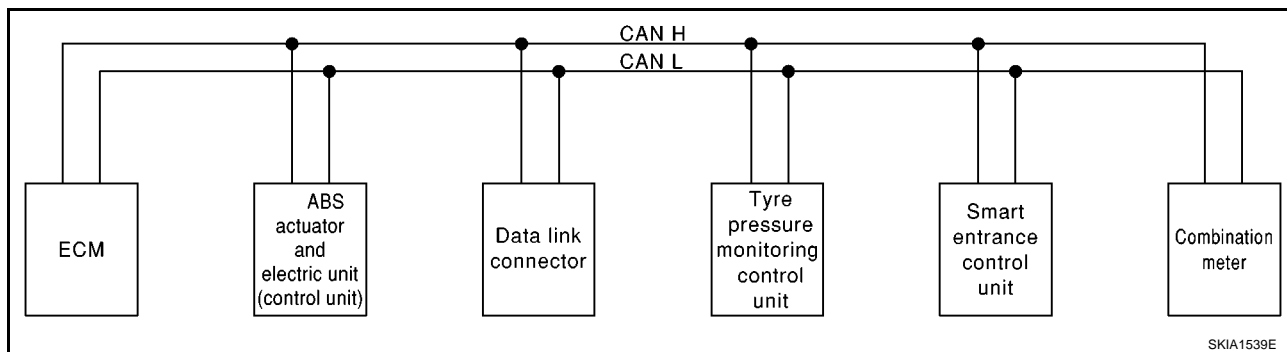 CAN H
CAN L
ECM
ABS
actuator
and
electric unit
(control unit)
Data link
connector
Tyre
pressure
monitoring
control
unit
Smart
entrance
control
unit
Combination
meter
SKIA1539E